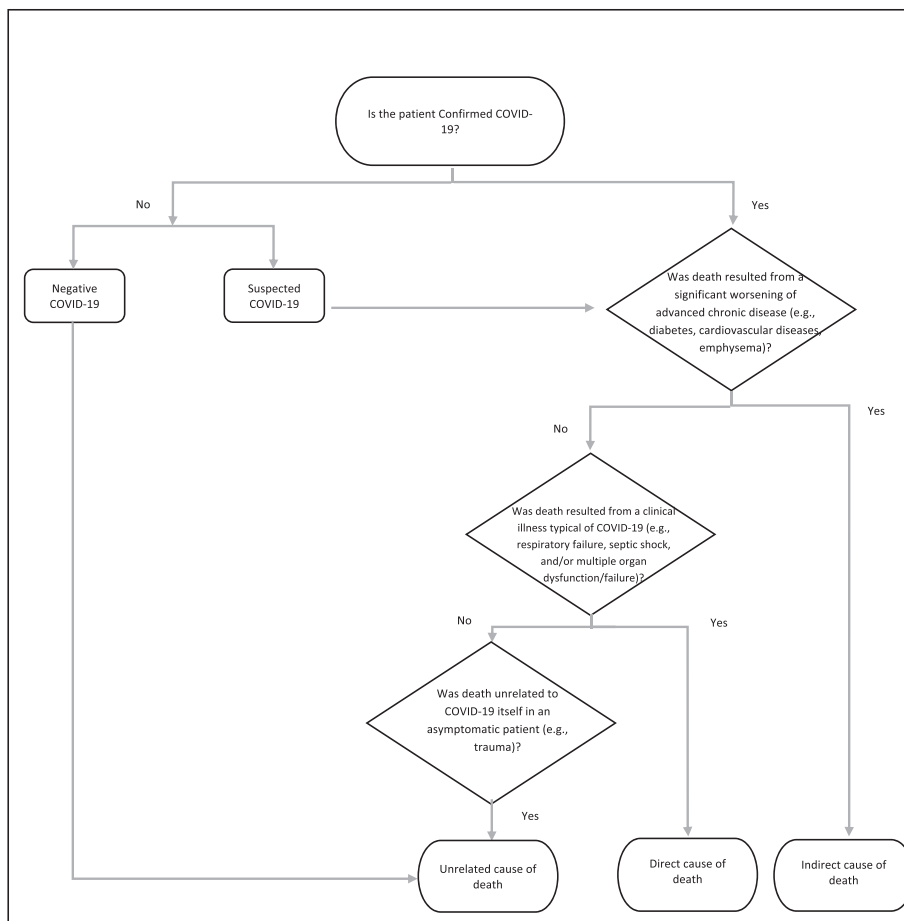 Is the patient Confirmed COVID-
19?
No
Yes
Negative
COVID-19
Suspected
COVID-19
Was death resulted from a
significant worsening of
advanced chronic disease (e.g.,
diabetes, cardiovascular diseases,
emphysema)?
No
Yes
Was death resulted from a clinical
illness typical of COVID-19 (e.g.,
respiratory failure, septic shock,
and/or multiple organ
dysfunction/failure)?
No
Yes
Was death unrelated to
COVID-19 itself in an
asymptomatic patient (e.g.,
trauma)?
Yes
Unrelated cause of
death
Direct cause of
death
Indirect cause of
death